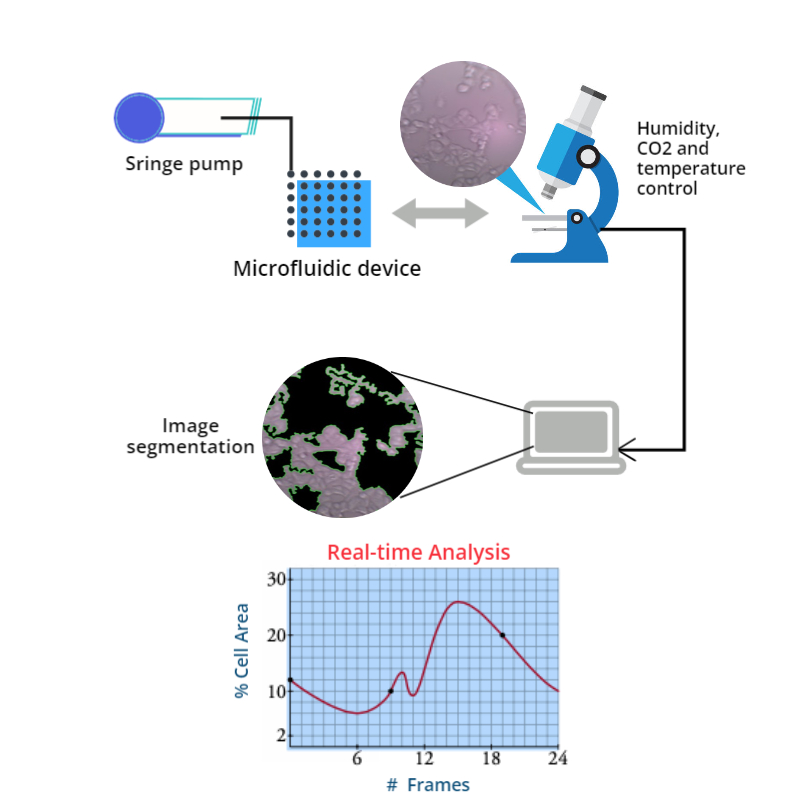 Sringe pump
Humidity,
CO2 and
temperature
control
Microfluidic device
Image
segmentation
Real-time Analysis
% Cell Area
30
20
10
2
6 12 18 24
# Frames